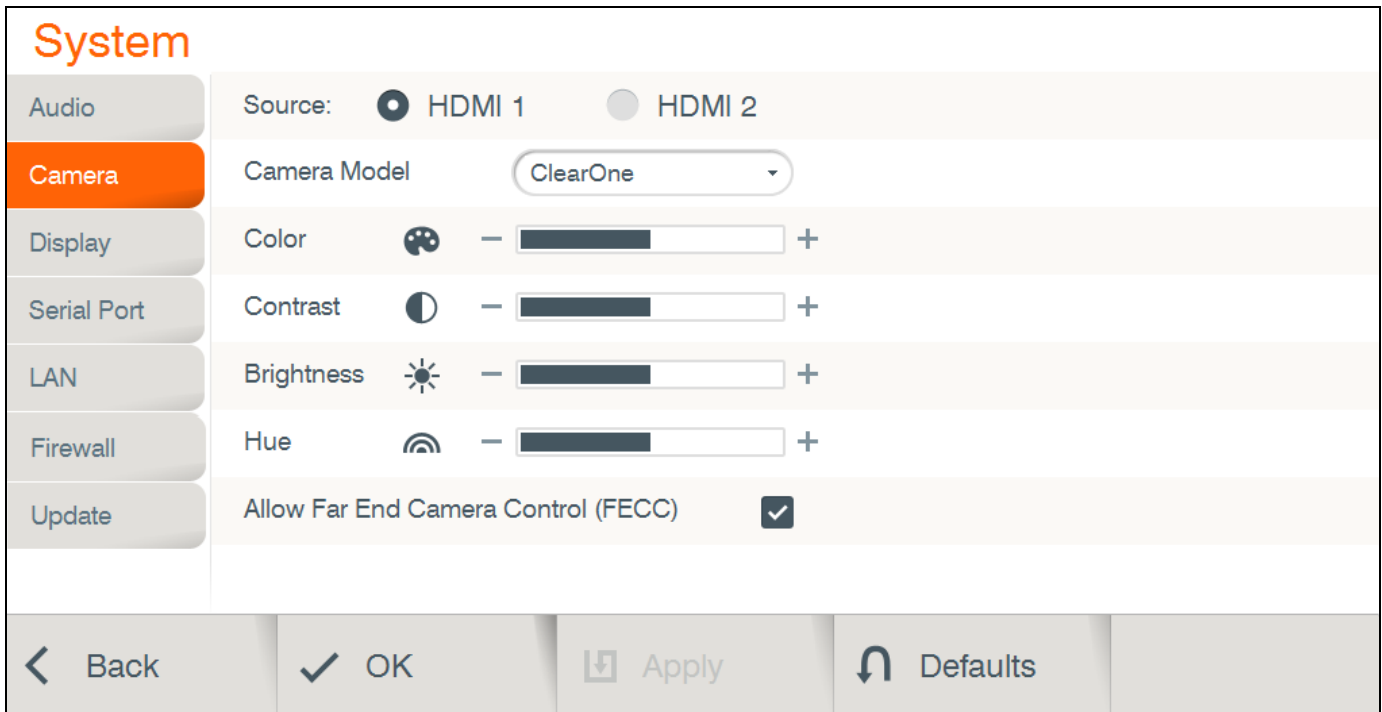 System
Audio
Source: HDMI 1 HDMI 2
Camera
Camera Model ClearOne
Display
Color
Serial Port
Contrast
LAN
Brightness
Firewall
Hue
Update
Allow Far End Camera Control (FECC)
Back OK Apply Defaults